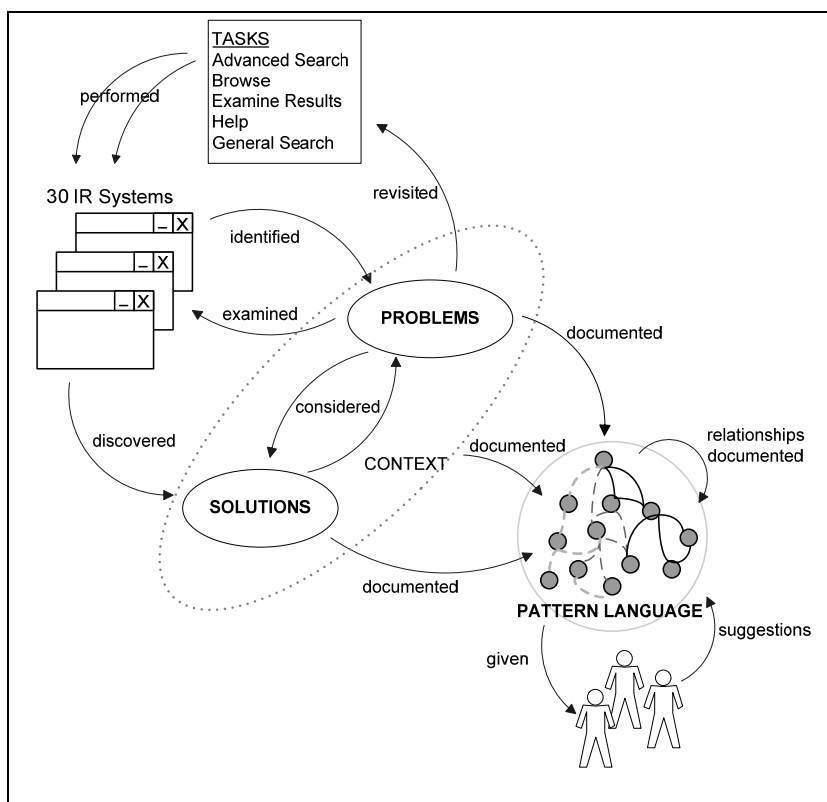 TASKS
Advanced Search
Browse
Examine Results
Help
General Search
performed
revisited
30 IR Systems
_ X
_ X
_ X
identified
examined
PROBLEMS
documented
considered
discovered
CONTEXT
documented
relationships
documented
SOLUTIONS
documented
PATTERN LANGUAGE
given
suggestions